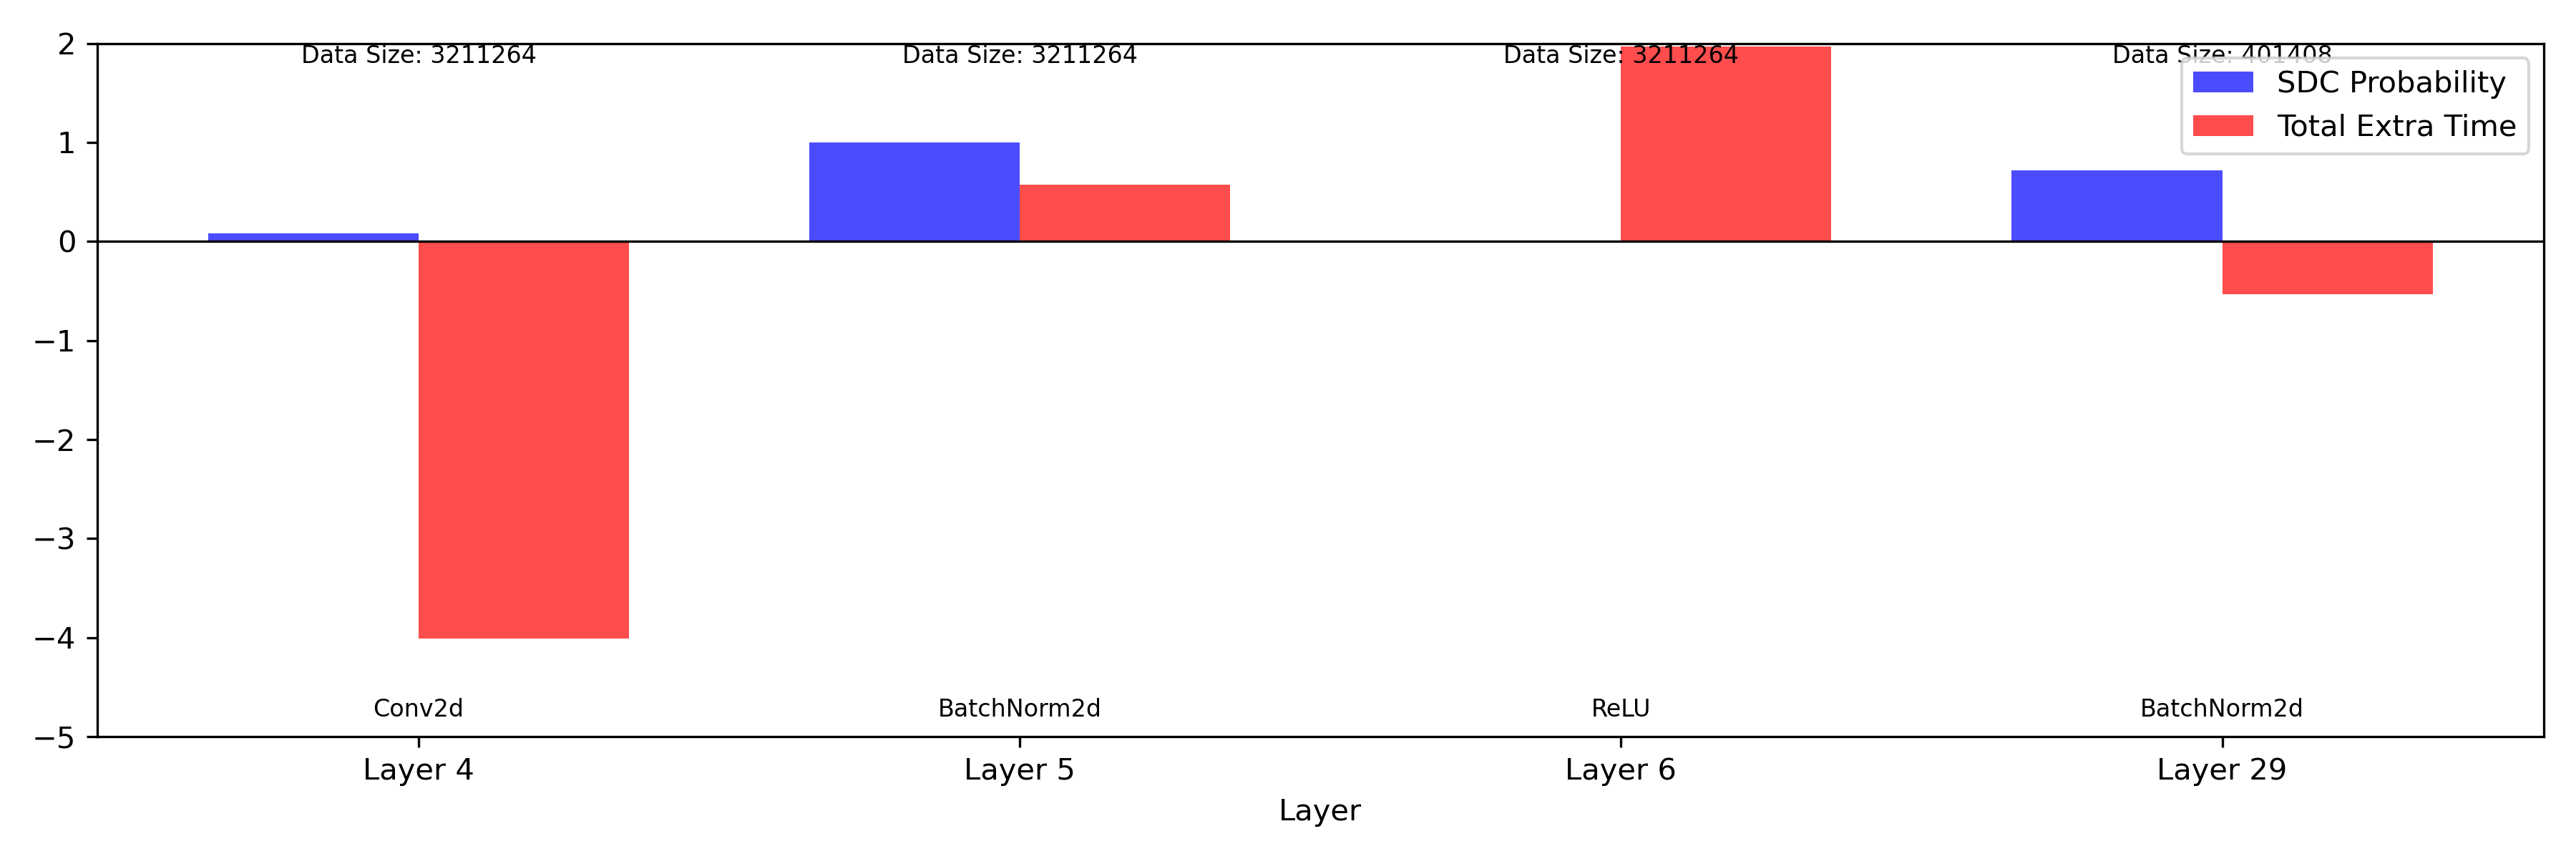 2
Data Size: 3211264
Data Size: 3211264
Data Size: 3211264
Data Size: 401408
SDC Probability
Total Extra Time
1
0
−1
−2
−3
−4
−5
Conv2d
BatchNorm2d
ReLU
BatchNorm2d
Layer 4
Layer 5
Layer 6
Layer 29
Layer